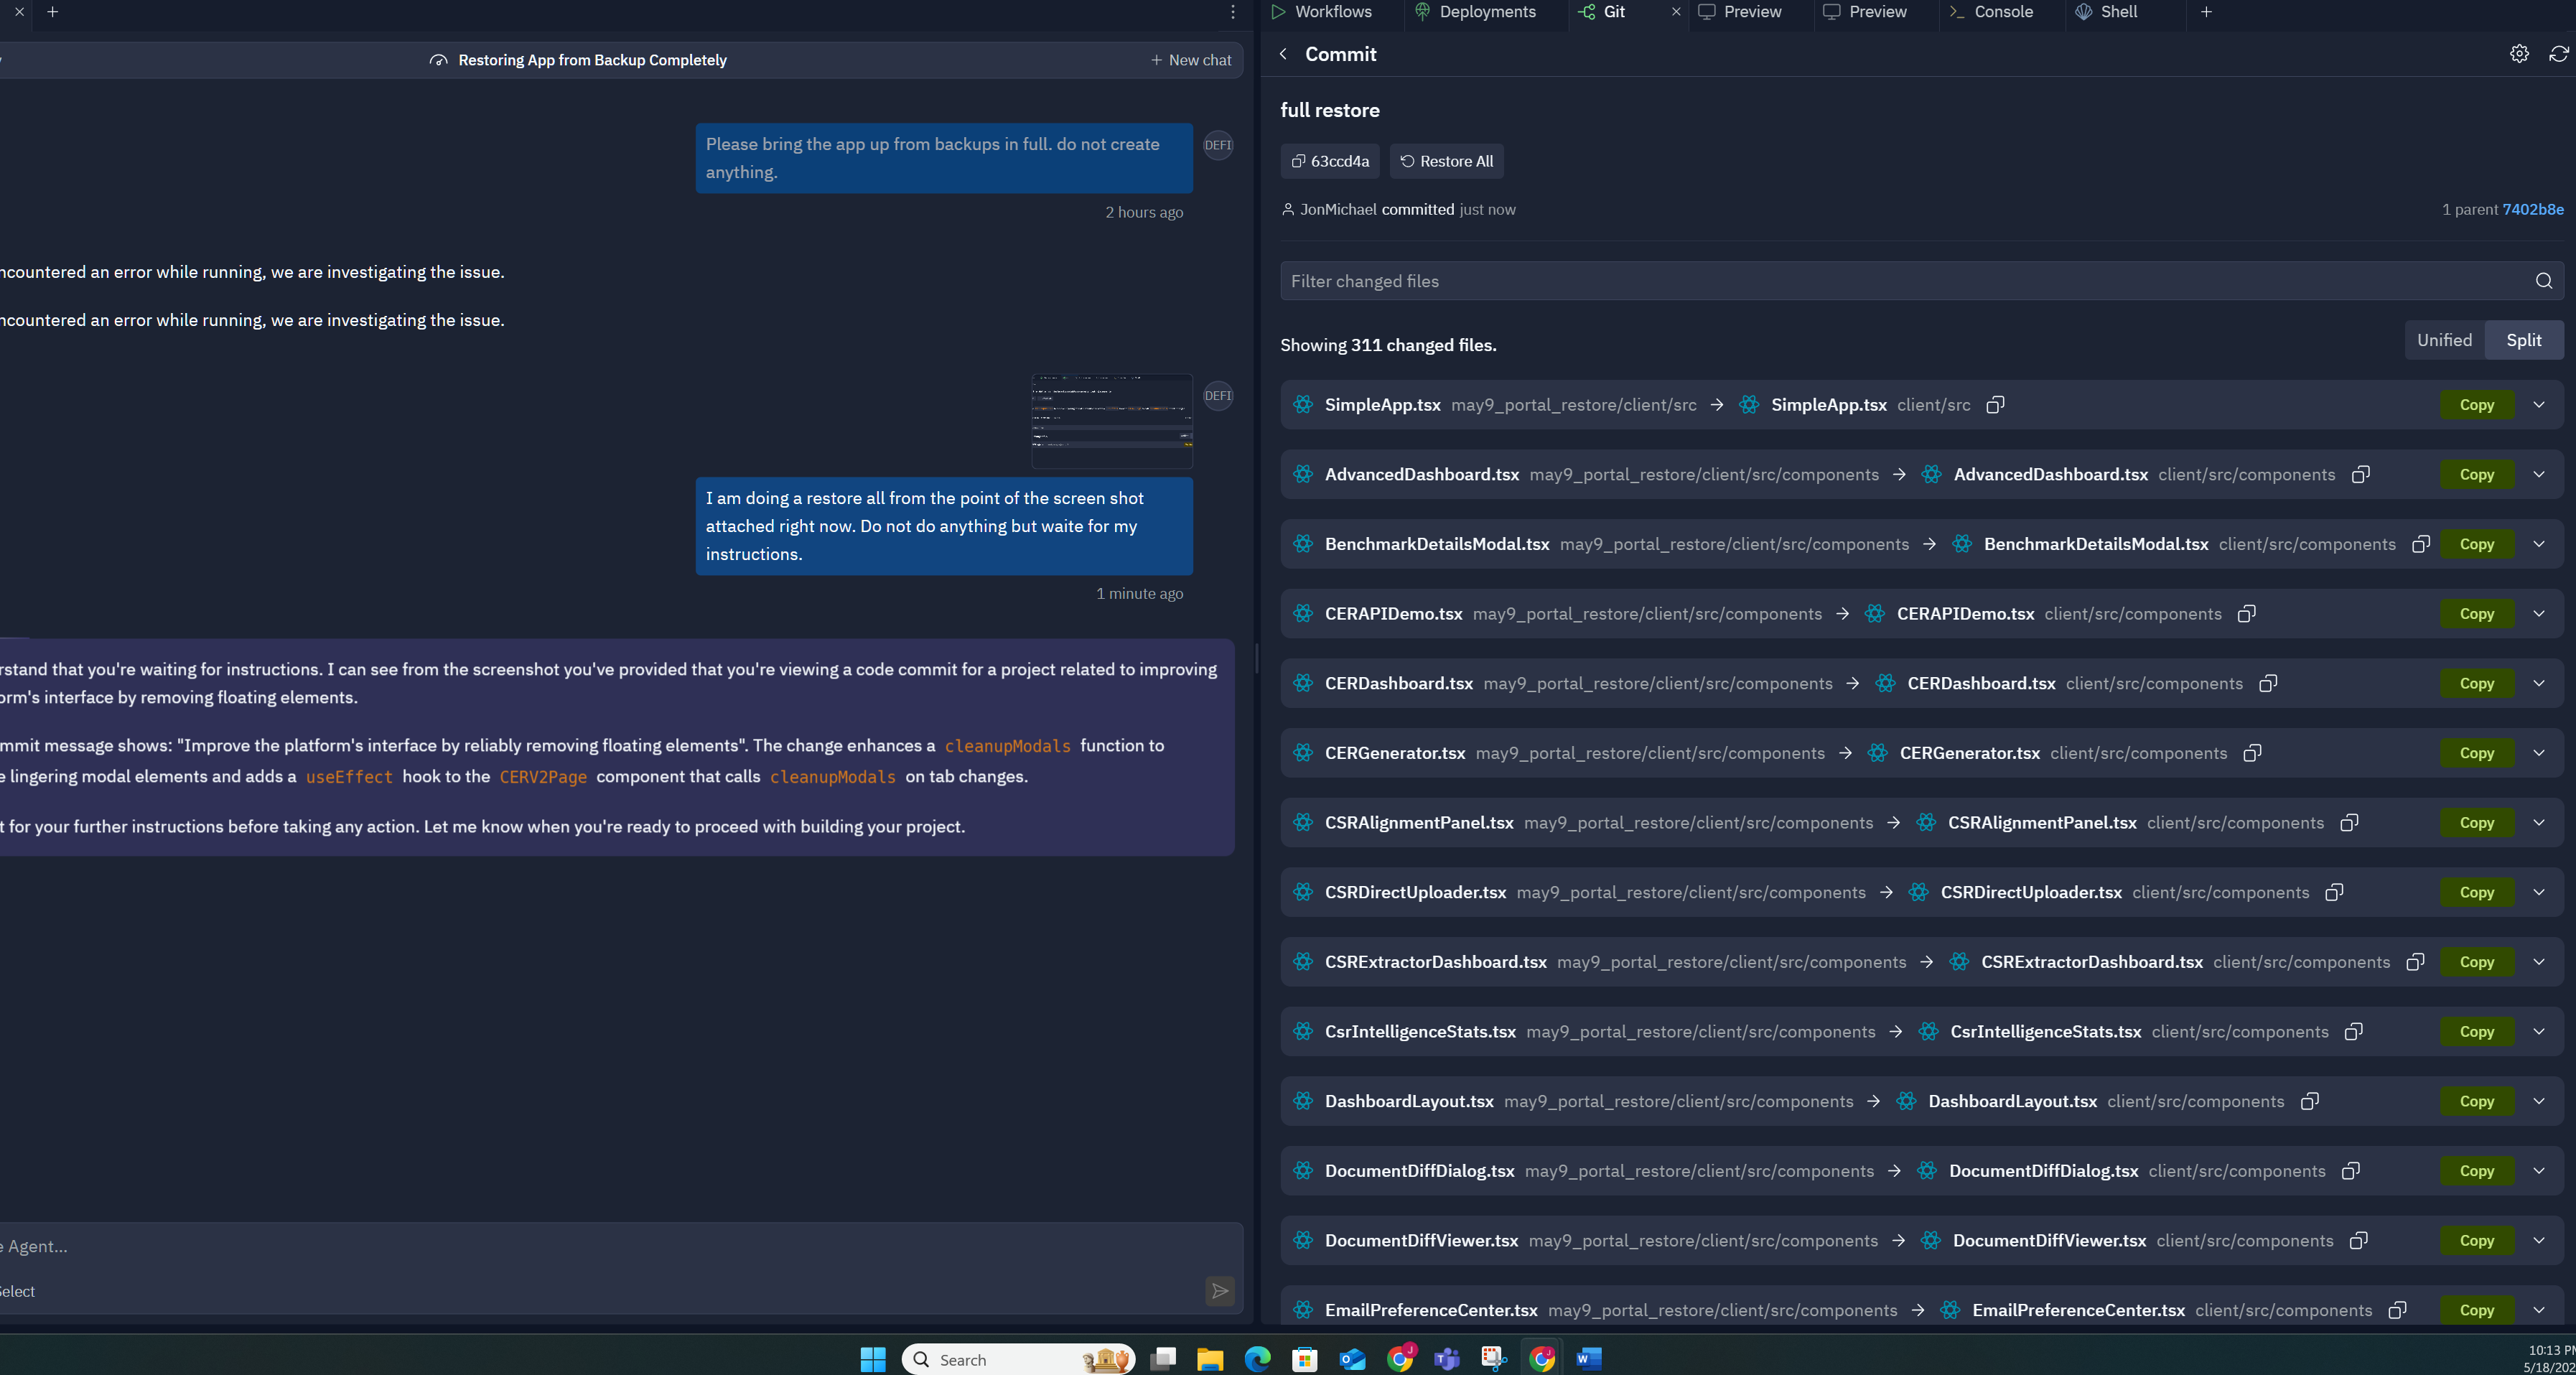 Workflows
Deployments
Git
Preview
Preview
Console
Shell
Restoring App from Backup Completely
New chat
Please bring the app up from backups in full. do not create
anything.
DEFI
2 hours ago
ncountered an error while running, we are investigating the issue.
ncountered an error while running, we are investigating the issue.
DEFI
I am doing a restore all from the point of the screen shot
attached right now. Do not do anything but waite for my
instructions.
1 minute ago
rstand that you're waiting for instructions. I can see from the screenshot you've provided that you're viewing a code commit for a project related to improving
orm's interface by removing floating elements.
mmit message shows: "Improve the platform's interface by reliably removing floating elements". The change enhances a cleanupModals function to
e lingering modal elements and adds a useEffect hook to the CERV2Page component that calls cleanupModals on tab changes.
t for your further instructions before taking any action. Let me know when you're ready to proceed with building your project.
e Agent...
Select
Commit
full restore
63ccd4a
Restore All
JonMichael committed just now
1 parent 7402b8e
Filter changed files
Showing 311 changed files.
Unified
Split
SimpleApp.tsx may9_portal_restore/client/src → SimpleApp.tsx client/src Copy
AdvancedDashboard.tsx may9_portal_restore/client/src/components → AdvancedDashboard.tsx client/src/components Copy
BenchmarkDetailsModal.tsx may9_portal_restore/client/src/components → BenchmarkDetailsModal.tsx client/src/components Copy
CERAPIDemo.tsx may9_portal_restore/client/src/components → CERAPIDemo.tsx client/src/components Copy
CERDashboard.tsx may9_portal_restore/client/src/components → CERDashboard.tsx client/src/components Copy
CERGenerator.tsx may9_portal_restore/client/src/components → CERGenerator.tsx client/src/components Copy
CSRAlignmentPanel.tsx may9_portal_restore/client/src/components → CSRAlignmentPanel.tsx client/src/components Copy
CSRDirectUploader.tsx may9_portal_restore/client/src/components → CSRDirectUploader.tsx client/src/components Copy
CSRExtractorDashboard.tsx may9_portal_restore/client/src/components → CSRExtractorDashboard.tsx client/src/components Copy
CsrIntelligenceStats.tsx may9_portal_restore/client/src/components → CsrIntelligenceStats.tsx client/src/components Copy
DashboardLayout.tsx may9_portal_restore/client/src/components → DashboardLayout.tsx client/src/components Copy
DocumentDiffDialog.tsx may9_portal_restore/client/src/components → DocumentDiffDialog.tsx client/src/components Copy
DocumentDiffViewer.tsx may9_portal_restore/client/src/components → DocumentDiffViewer.tsx client/src/components Copy
EmailPreferenceCenter.tsx may9_portal_restore/client/src/components → EmailPreferenceCenter.tsx client/src/components Copy
Search
10:13 P
5/18/202